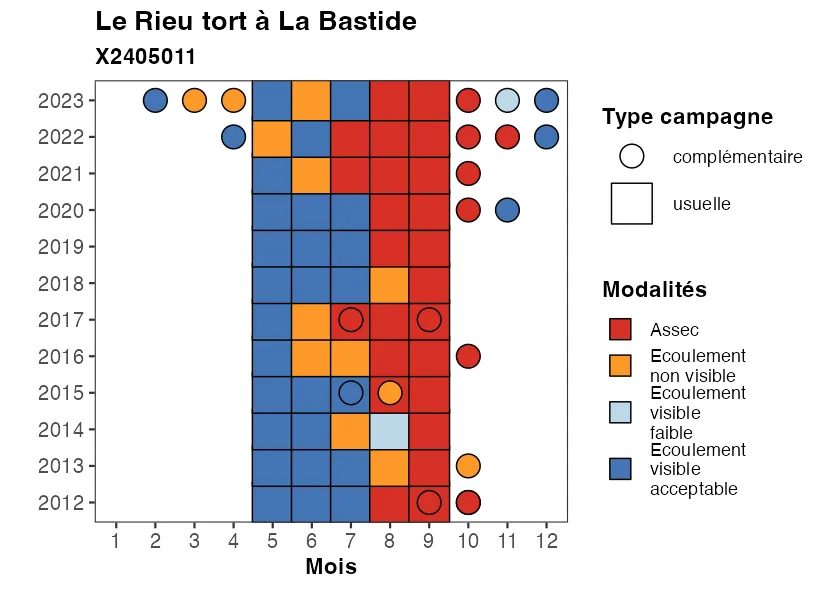 Le Rieu tort à La Bastide
X2405011
2023
2022
2021
2020
2019
2018
2017
2016
2015
2014
2013
2012
1 2 3 4 5 6 7 8 9 10 11 12
Mois
Type campagne
complémentaire
usuelle
Modalités
Assec
Ecoulement
non visible
Ecoulement
visible
faible
Ecoulement
visible
acceptable